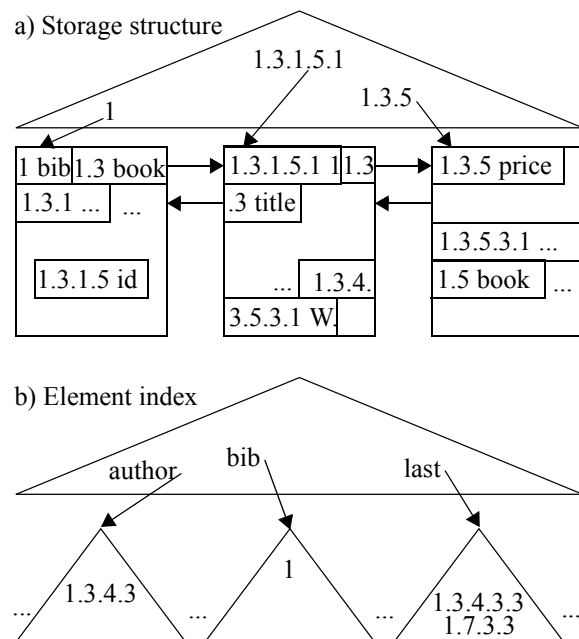 a) Storage structure
1.3.1.5.1
1.3.5
1
1 bib 1.3 book
1.3.1.5.1 1 1.3
1.3.5 price
1.3.1 ... ...
.3 title
1.3.5.3.1 ...
1.3.1.5 id
... 1.3.4.
1.5 book ...
3.5.3.1 W.
b) Element index
author
bib
last
1.3.4.3
1
1.3.4.3.3
1.7.3.3
... ... ... ...